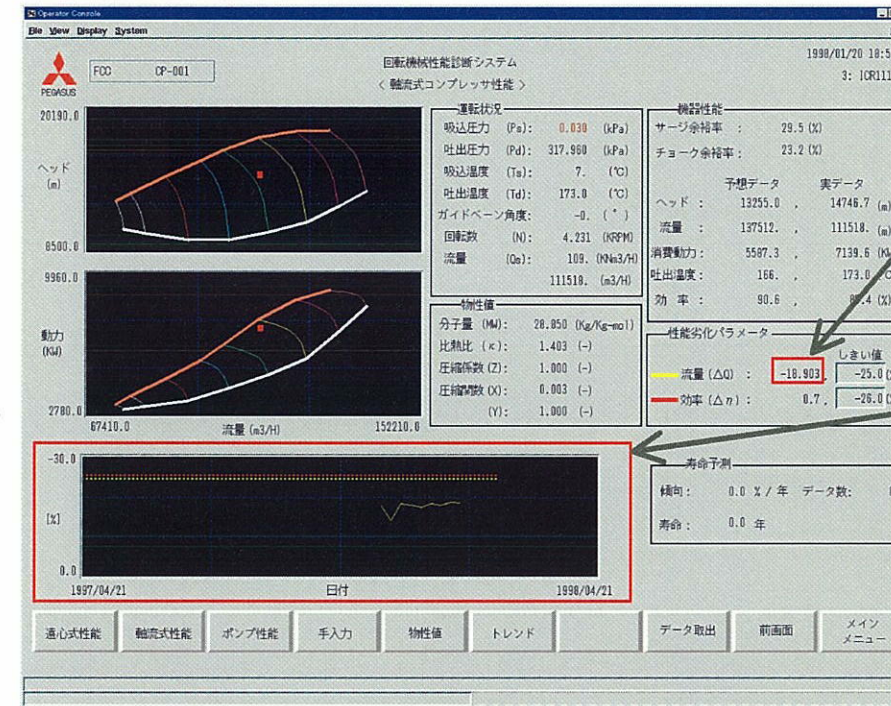 Operator Console
File View Display System
PEGASUS
FCC CP-001
回転機械性能診断システム
< 軸流式コンプレッサ性能 >
1998/01/20 18:5
3: ICR111
20190.0
ヘッド
(m)
8500.0
9960.0
動力
(KW)
2780.0
67410.0
流量 (m3/H)
152210.0
運転状況
吸込圧力 (Ps): 0.030 (kPa)
吐出圧力 (Pd): 317.960 (kPa)
吸込温度 (Ts): 7. (℃)
吐出温度 (Td): 173.0 (℃)
ガイドベーン角度: -0. (°)
回転数 (N): 4.231 (KRPM)
流量 (Qs): 109. (KNm3/H)
111518. (m3/H)
物性値
分子量 (MW): 28.850 (Kg/Kg-mol)
比熱比 (κ): 1.403 (-)
圧縮係数 (Z): 1.000 (-)
圧縮関数 (X): 0.003 (-)
(Y): 1.000 (-)
機器性能
サージ余裕率 : 29.5 (%)
チョーク余裕率: 23.2 (%)
予想データ 実データ
ヘッド : 13255.0 , 14746.7 (m)
流量 : 137512. , 111518. (m)
消費動力: 5587.3 , 7139.6 (KW
吐出温度: 166. , 173.0
効 率 : 90.6 , .4 (%)
性能劣化パラメータ
しきい値
流量 (ΔQ) : -18.903, -25.0
効率 (Δη) : 0.7, -26.0
寿命予測
傾向: 0.0 % / 年 データ数:
寿命: 0.0 年
-30.0
[%]
0.0
1997/04/21
日付
1998/04/21
遠心式性能
軸流式性能
ポンプ性能
手入力
物性値
トレンド
データ取出
前画面
メイン
メニュー